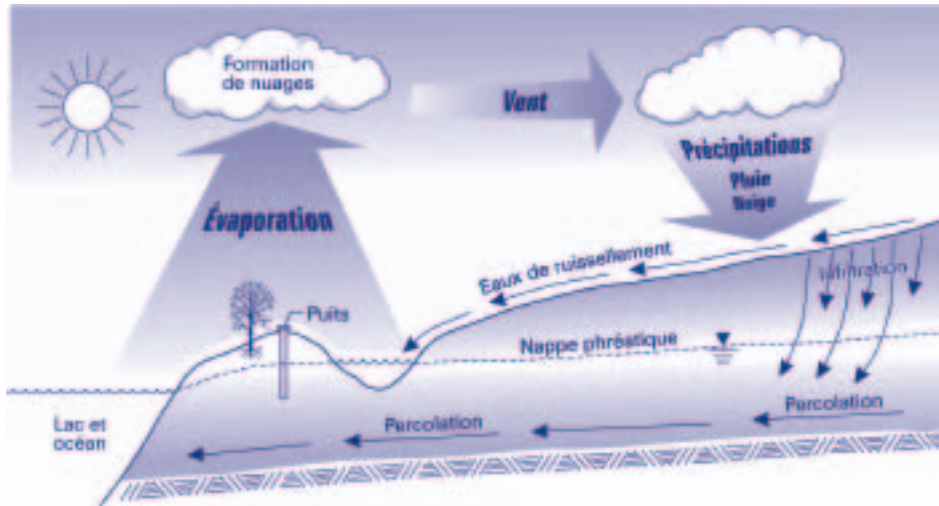 Formation
de nuages
Vent
Précipitations
Pluie
Neige
Évaporation
Eaux de ruissellement
Infiltration
Puits
Nappe phréatique
Percolation
Lac et
océan
Percolation